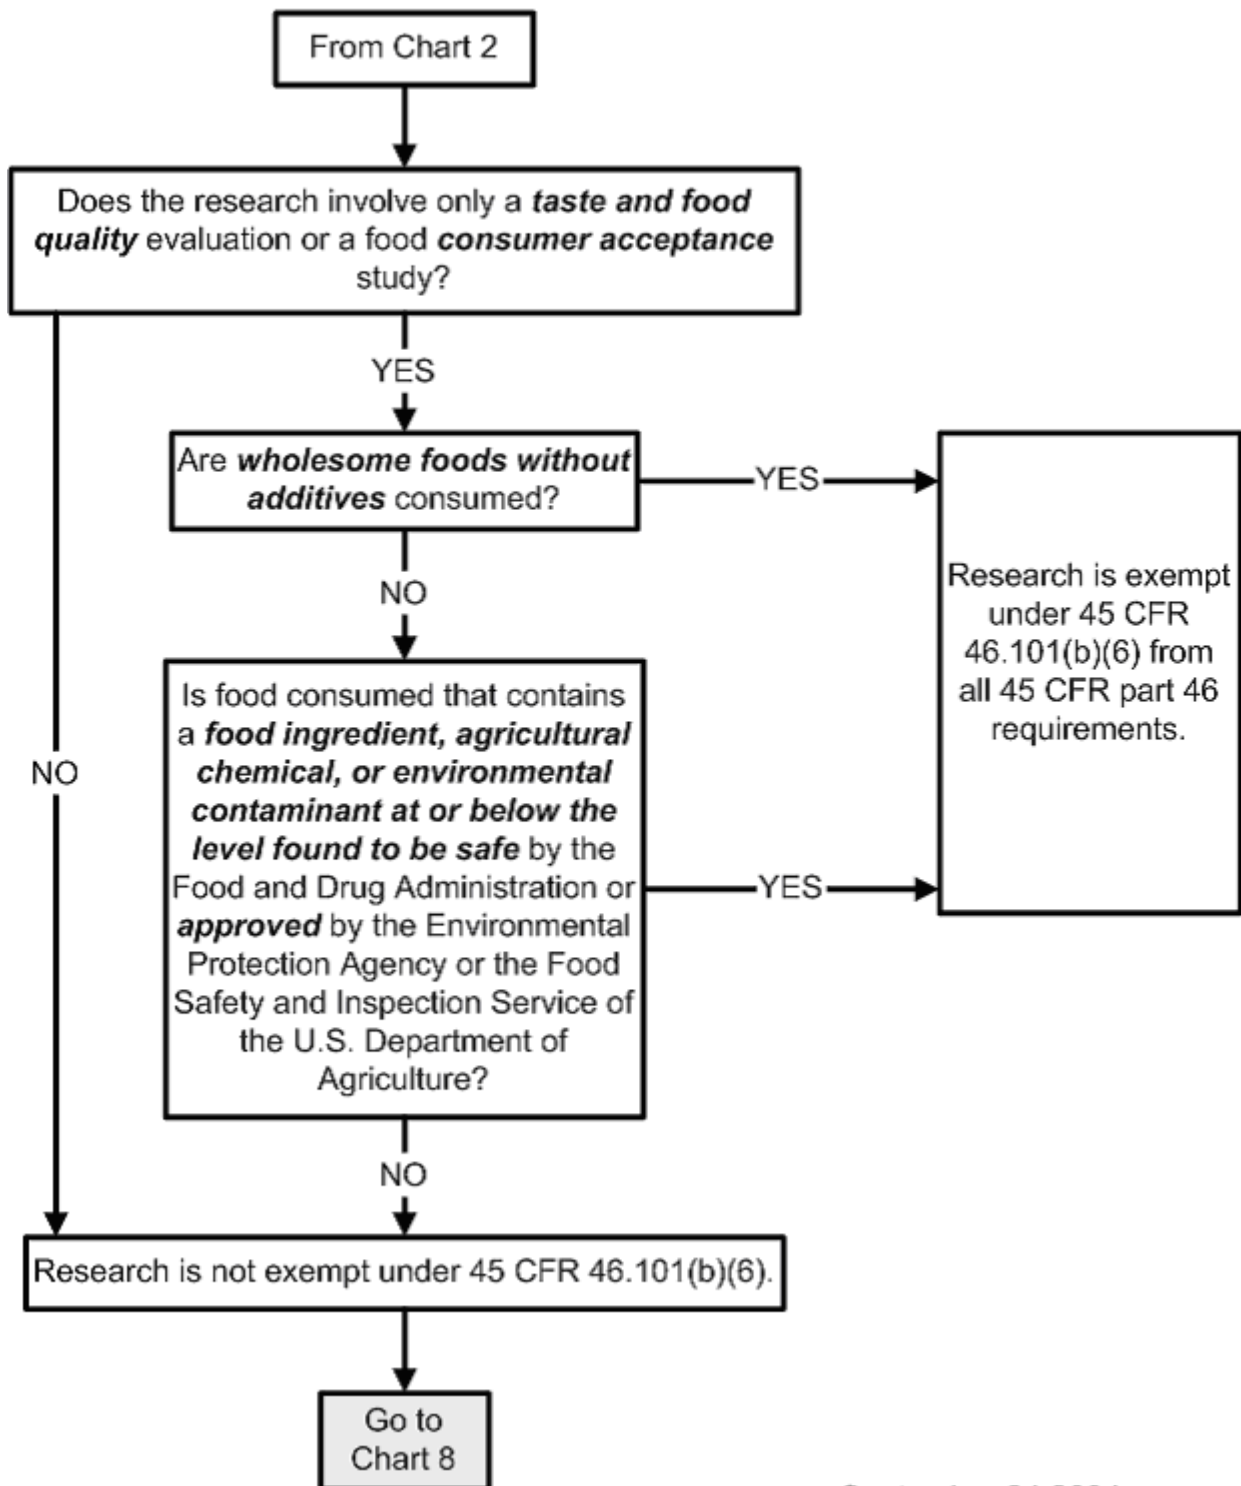 From Chart 2
Does the research involve only a taste and food
quality evaluation or a food consumer acceptance
study?
YES
Are wholesome foods without
additives consumed?
YES
NO
Research is exempt
under 45 CFR
46.101(b)(6) from
all 45 CFR part 46
requirements.
Is food consumed that contains
a food ingredient, agricultural
chemical, or environmental
contaminant at or below the
level found to be safe by the
Food and Drug Administration or
approved by the Environmental
Protection Agency or the Food
Safety and Inspection Service of
the U.S. Department of
Agriculture?
NO
YES
NO
Research is not exempt under 45 CFR 46.101(b)(6).
Go to
Chart 8